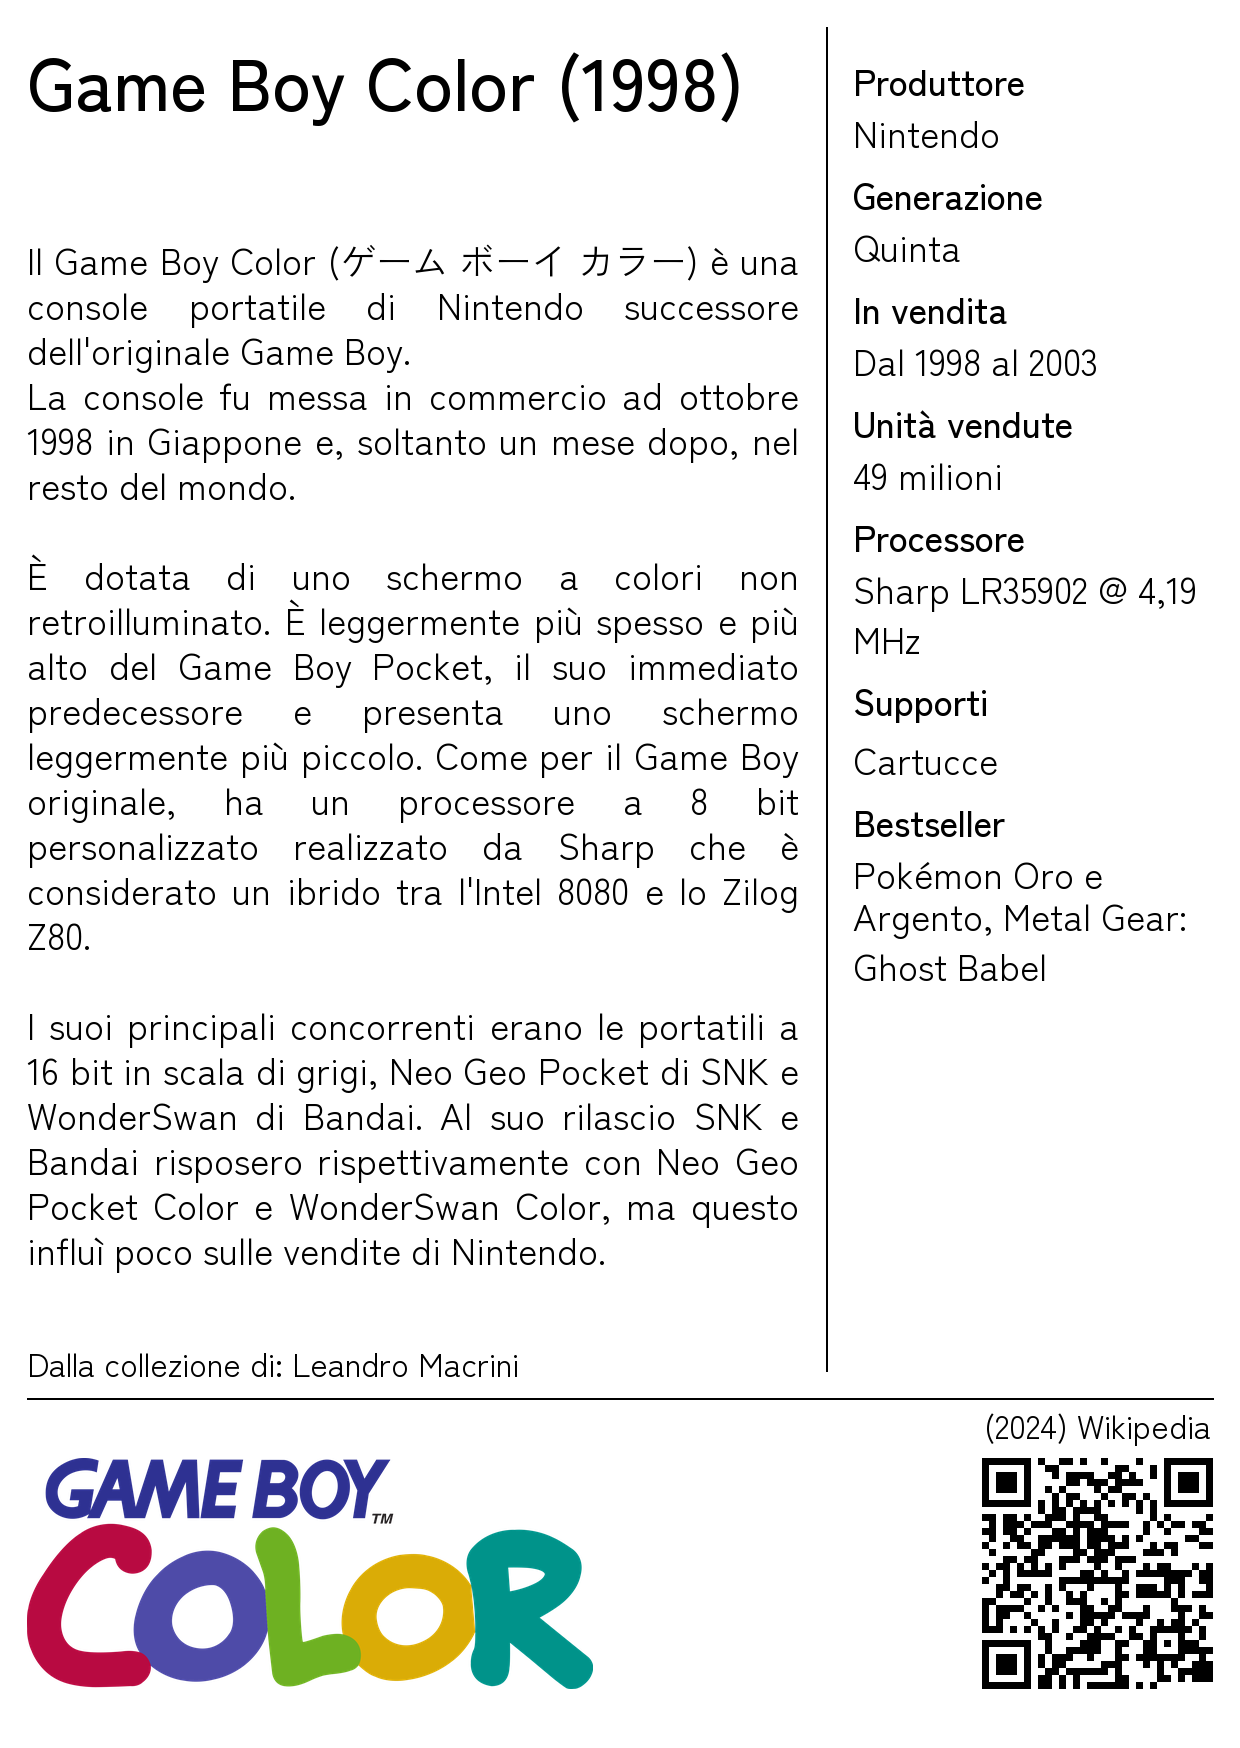 Game Boy Color (1998)
Il Game Boy Color (ゲーム ボーイ カラー) è una
console portatile di Nintendo successore
dell'originale Game Boy.
La console fu messa in commercio ad ottobre
1998 in Giappone e, soltanto un mese dopo, nel
resto del mondo.
È dotata di uno schermo a colori non
retroilluminato. È leggermente più spesso e più
alto del Game Boy Pocket, il suo immediato
predecessore e presenta uno schermo
leggermente più piccolo. Come per il Game Boy
originale, ha un processore a 8 bit
personalizzato realizzato da Sharp che è
considerato un ibrido tra l'Intel 8080 e lo Zilog
Z80.
I suoi principali concorrenti erano le portatili a
16 bit in scala di grigi, Neo Geo Pocket di SNK e
WonderSwan di Bandai. Al suo rilascio SNK e
Bandai risposero rispettivamente con Neo Geo
Pocket Color e WonderSwan Color, ma questo
influì poco sulle vendite di Nintendo.
Dalla collezione di: Leandro Macrini
Produttore
Nintendo
Generazione
Quinta
In vendita
Dal 1998 al 2003
Unità vendute
49 milioni
Processore
Sharp LR35902 @ 4,19
MHz
Supporti
Cartucce
Bestseller
Pokémon Oro e
Argento, Metal Gear:
Ghost Babel
(2024) Wikipedia
GAME BOY™
COLOR